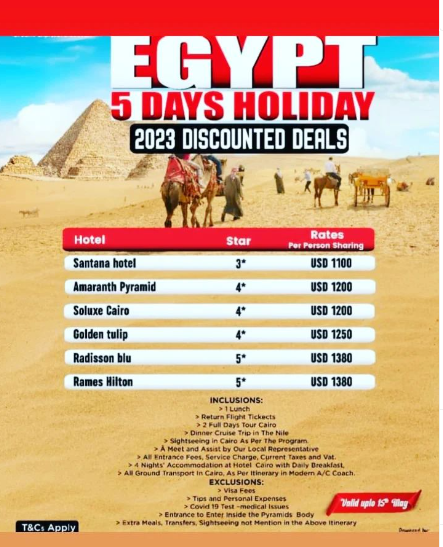 EGYPT
5 DAYS HOLIDAY
2023 DISCOUNTED DEALS
Hotel Star Rates
Per Person Sharing
Santana hotel 3* USD 1100
Amaranth Pyramid 4* USD 1200
Soluxe Cairo 4* USD 1200
Golden tulip 4* USD 1250
Radisson blu 5* USD 1380
Rames Hilton 5* USD 1380
INCLUSIONS:
> 1 Lunch
> Return Flight Tickects
> 2 Full Days Tour Cairo
> Dinner Cruise Trip in The Nile
> Sightseeing in Cairo As Per The Program.
> A Meet and Assist by Our Local Representative
> All Entrance Fees, Service Charge, Current Taxes and Vat.
> 4 Nights' Accommodation at Hotel Cairo with Daily Breakfast,
> All Ground Transport In Cairo, As Per Itinerary in Modern A/C Coach.
EXCLUSIONS:
> Visa Fees
> Tips and Personal Expenses
> Covid 19 Test -medical Issues
> Entrance to Enter Inside the Pyramids Body
> Extra Meals, Transfers, Sightseeing not Mention in the Above Itinerary
Valid upto 15th May
T&Cs Apply